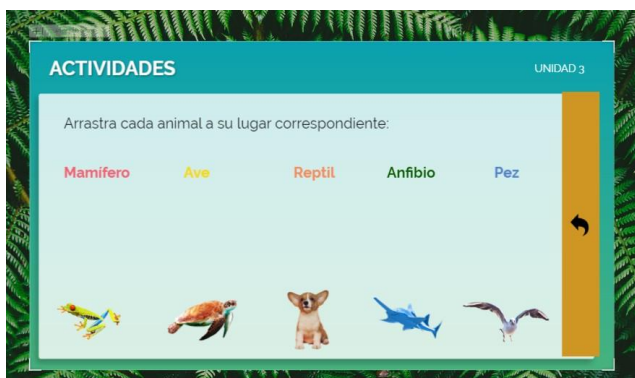 ACTIVIDADES
UNIDAD 3
Arrastra cada animal a su lugar correspondiente:
Mamífero Ave Reptil Anfibio Pez